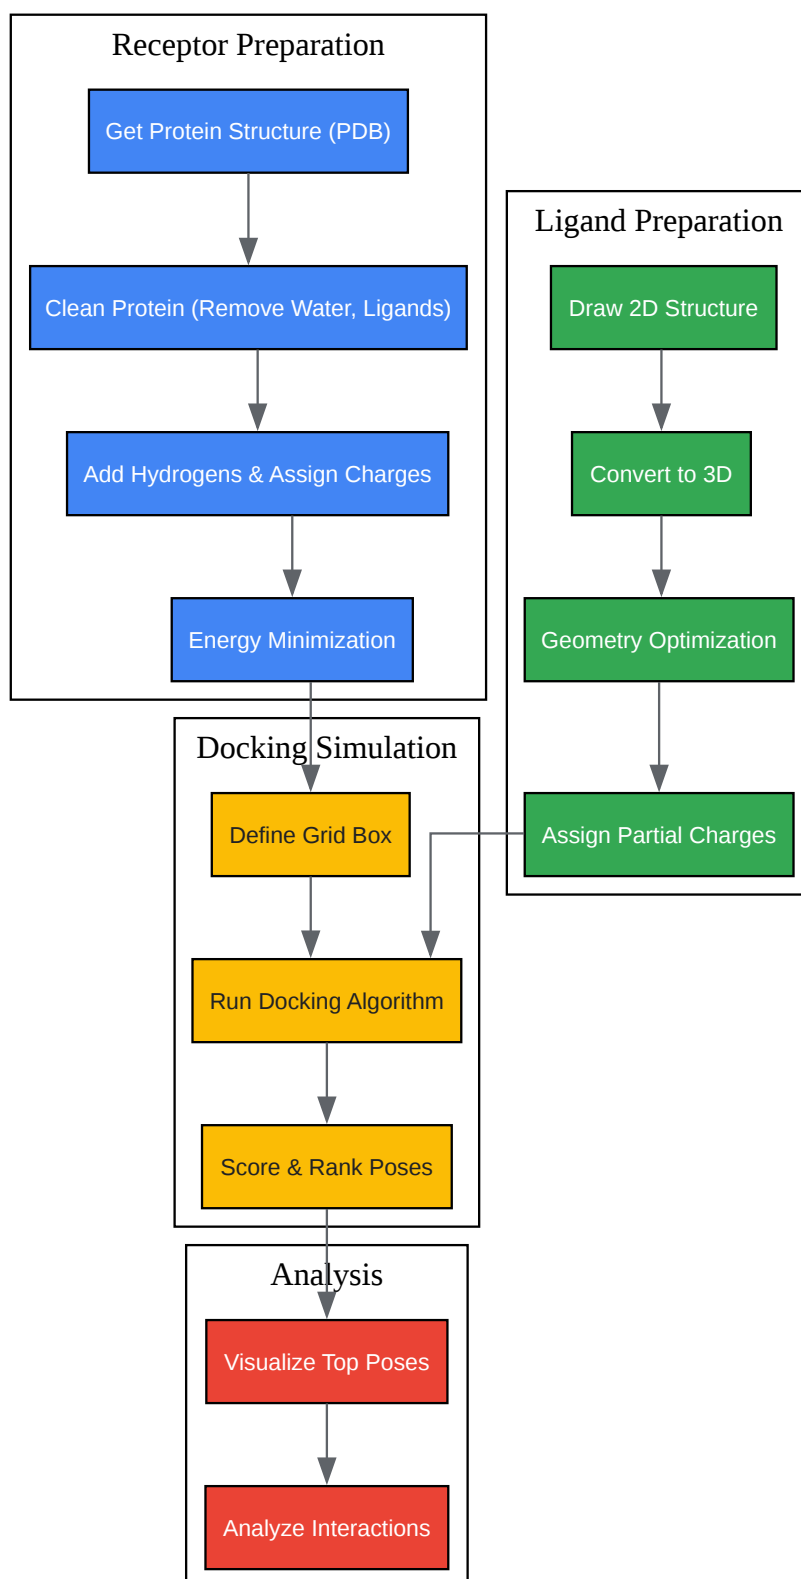 Receptor Preparation
Get Protein Structure (PDB)
Clean Protein (Remove Water, Ligands)
Add Hydrogens & Assign Charges
Energy Minimization
Ligand Preparation
Draw 2D Structure
Convert to 3D
Geometry Optimization
Assign Partial Charges
Docking Simulation
Define Grid Box
Run Docking Algorithm
Score & Rank Poses
Analysis
Visualize Top Poses
Analyze Interactions